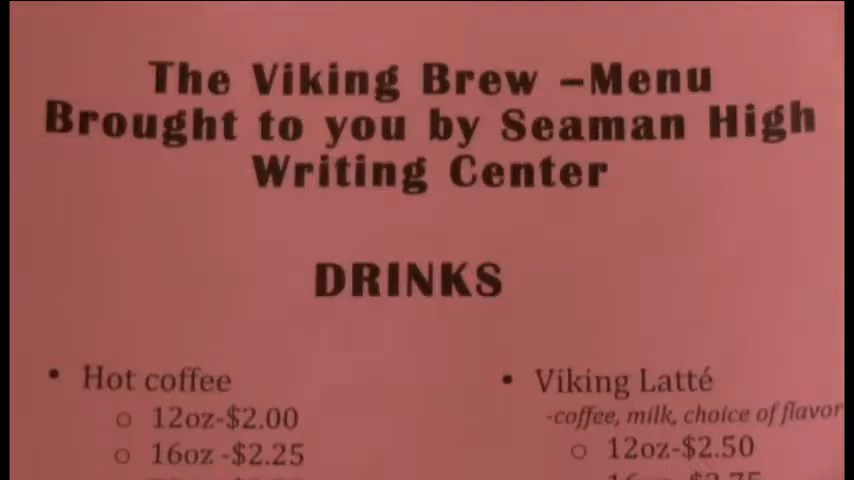 The Viking Brew –Menu
Brought to you by Seaman High
Writing Center
DRINKS
• Hot coffee
o 12oz-$2.00
o 16oz -$2.25
• Viking Latté
-coffee, milk, choice of flavor
o 12oz-$2.50